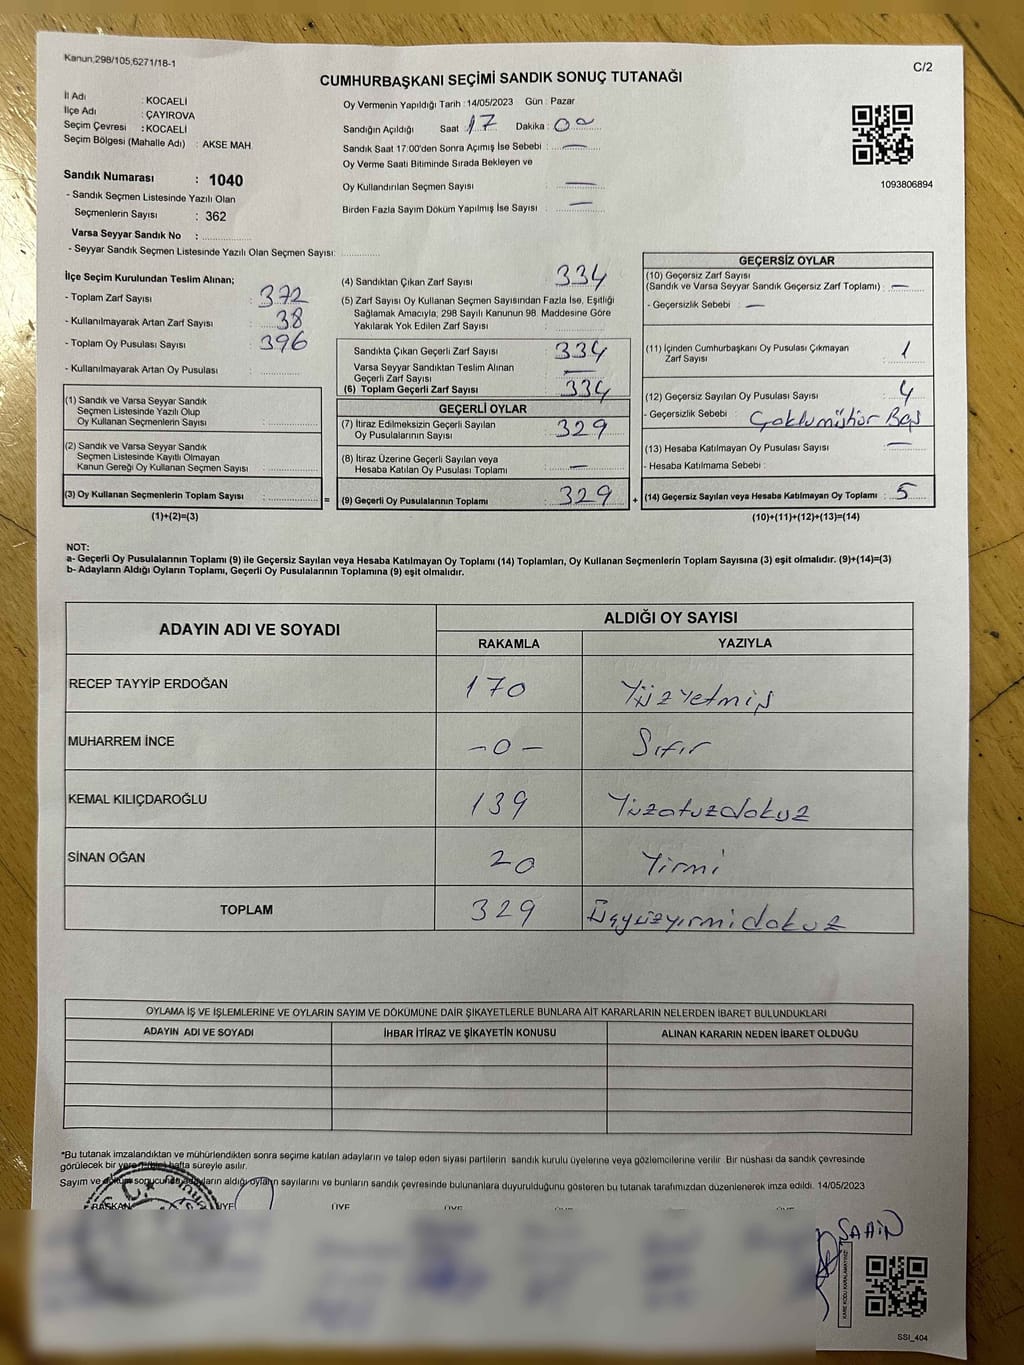 Kanun,298/105,6271/18-1
C/2
CUMHURBAŞKANI SEÇİMİ SANDIK SONUÇ TUTANAĞI
İl Adı : KOCAELİ
İlçe Adı : ÇAYIROVA
Seçim Çevresi : KOCAELİ
Seçim Bölgesi (Mahalle Adı) : AKSE MAH.
Oy Vermenin Yapıldığı Tarih : 14/05/2023 Gün : Pazar
Sandığın Açıldığı Saat : 17 Dakika : 00
Sandık Saat 17:00'den Sonra Açımış İse Sebebi : —
Oy Verme Saati Bitiminde Sırada Bekleyen ve
Oy Kullandırılan Seçmen Sayısı : —
Birden Fazla Sayım Döküm Yapılmış İse Sayısı : —
1093806894
Sandık Numarası : 1040
- Sandık Seçmen Listesinde Yazılı Olan
Seçmenlerin Sayısı : 362
Varsa Seyyar Sandık No :
- Seyyar Sandık Seçmen Listesinde Yazılı Olan Seçmen Sayısı:
İlçe Seçim Kurulundan Teslim Alınan;
- Toplam Zarf Sayısı : 372
- Kullanılmayarak Artan Zarf Sayısı : 38
- Toplam Oy Pusulası Sayısı : 396
- Kullanılmayarak Artan Oy Pusulası :
(1) Sandık ve Varsa Seyyar Sandık
Seçmen Listesinde Yazılı Olup
Oy Kullanan Seçmenlerin Sayısı :
(2) Sandık ve Varsa Seyyar Sandık
Seçmen Listesinde Kayıtlı Olmayan
Kanun Gereği Oy Kullanan Seçmen Sayısı :
(3) Oy Kullanan Seçmenlerin Toplam Sayısı :
(1)+(2)=(3)
=
(4) Sandıktan Çıkan Zarf Sayısı : 334
(5) Zarf Sayısı Oy Kullanan Seçmen Sayısından Fazla İse, Eşitliği
Sağlamak Amacıyla; 298 Sayılı Kanunun 98. Maddesine Göre
Yakılarak Yok Edilen Zarf Sayısı :
Sandıkta Çıkan Geçerli Zarf Sayısı : 334
Varsa Seyyar Sandıktan Teslim Alınan
Geçerli Zarf Sayısı : —
(6) Toplam Geçerli Zarf Sayısı : 334
GEÇERLİ OYLAR
(7) İtiraz Edilmeksizin Geçerli Sayılan
Oy Pusulalarının Sayısı : 329
(8) İtiraz Üzerine Geçerli Sayılan veya
Hesaba Katılan Oy Pusulası Toplamı : —
(9) Geçerli Oy Pusulalarının Toplamı : 329
+
GEÇERSİZ OYLAR
(10) Geçersiz Zarf Sayısı
(Sandık ve Varsa Seyyar Sandık Geçersiz Zarf Toplamı) : —
- Geçersizlik Sebebi : —
(11) İçinden Cumhurbaşkanı Oy Pusulası Çıkmayan
Zarf Sayısı : 1
(12) Geçersiz Sayılan Oy Pusulası Sayısı : 4
- Geçersizlik Sebebi : Çoklu mühür Boş
(13) Hesaba Katılmayan Oy Pusulası Sayısı : —
- Hesaba Katılmama Sebebi :
(14) Geçersiz Sayılan veya Hesaba Katılmayan Oy Toplamı : 5
(10)+(11)+(12)+(13)=(14)
NOT:
a- Geçerli Oy Pusulalarının Toplamı (9) ile Geçersiz Sayılan veya Hesaba Katılmayan Oy Toplamı (14) Toplamları, Oy Kullanan Seçmenlerin Toplam Sayısına (3) eşit olmalıdır. (9)+(14)=(3)
b- Adayların Aldığı Oyların Toplamı, Geçerli Oy Pusulalarının Toplamına (9) eşit olmalıdır.
ADAYIN ADI VE SOYADI ALDIĞI OY SAYISI
RAKAMLA YAZIYLA
RECEP TAYYİP ERDOĞAN 170 Yüzyetmiş
MUHARREM İNCE -0- Sıfır
KEMAL KILIÇDAROĞLU 139 Yüzotuzdokuz
SİNAN OĞAN 20 Yirmi
TOPLAM 329 Üçyüzyirmidokuz
OYLAMA İŞ VE İŞLEMLERİNE VE OYLARIN SAYIM VE DÖKÜMÜNE DAİR ŞİKAYETLERLE BUNLARA AİT KARARLARIN NELERDEN İBARET BULUNDUKLARI
ADAYIN ADI VE SOYADI İHBAR İTİRAZ VE ŞİKAYETİN KONUSU ALINAN KARARIN NEDEN İBARET OLDUĞU
*Bu tutanak imzalandıktan ve mühürlendikten sonra seçime katılan adayların ve talep eden siyasi partilerin sandık kurulu üyelerine veya gözlemcilerine verilir. Bir nüshası da sandık çevresinde
görülecek bir yere 1 (bir) hafta süreyle asılır.
Sayım ve döküm sonucunda adayların aldığı oyların sayılarını ve bunların sandık çevresinde bulunanlara duyurulduğunu gösteren bu tutanak tarafımızdan düzenlenerek imza edildi. 14/05/2023
BAŞKAN ÜYE ÜYE ÜYE ÜYE ÜYE
KARE KODU KARALAMAYINIZ!
SSI_404